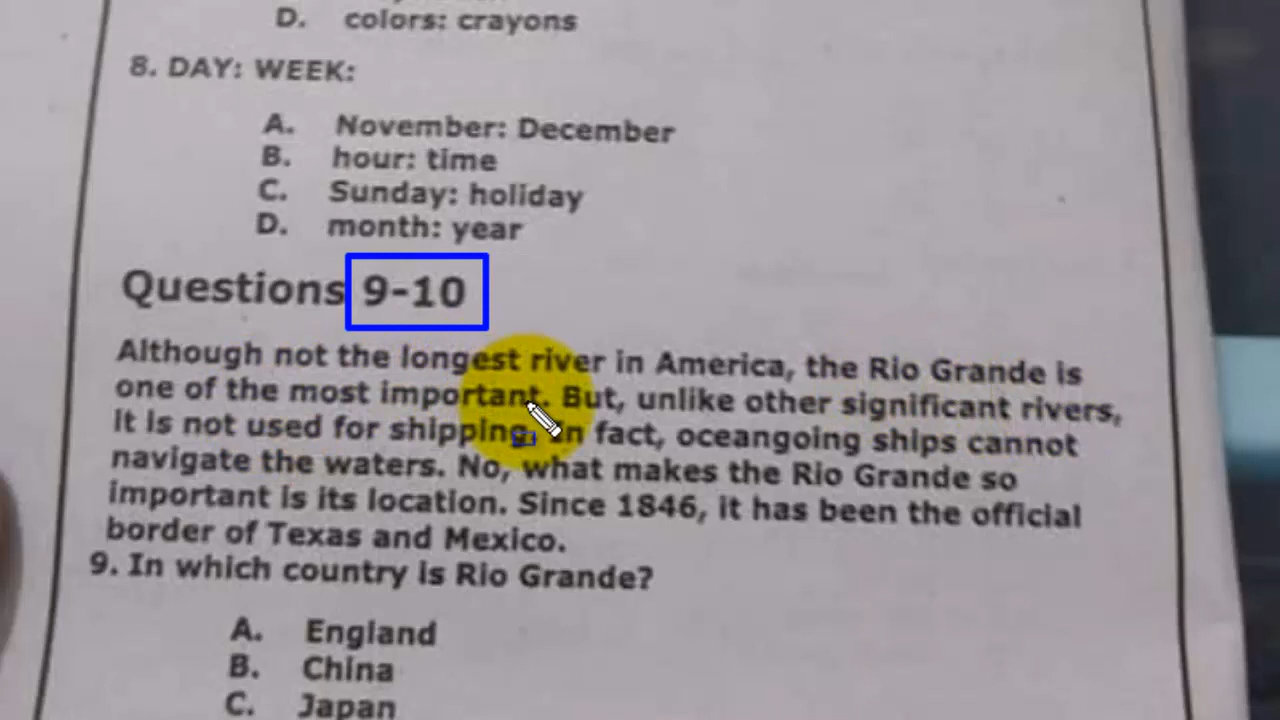 D. colors: crayons
8. DAY: WEEK:
A. November: December
B. hour: time
C. Sunday: holiday
D. month: year
Questions 9-10
Although not the longest river in America, the Rio Grande is
one of the most important. But, unlike other significant rivers,
it is not used for shipping. In fact, oceangoing ships cannot
navigate the waters. No, what makes the Rio Grande so
important is its location. Since 1846, it has been the official
border of Texas and Mexico.
9. In which country is Rio Grande?
A. England
B. China
C. Japan